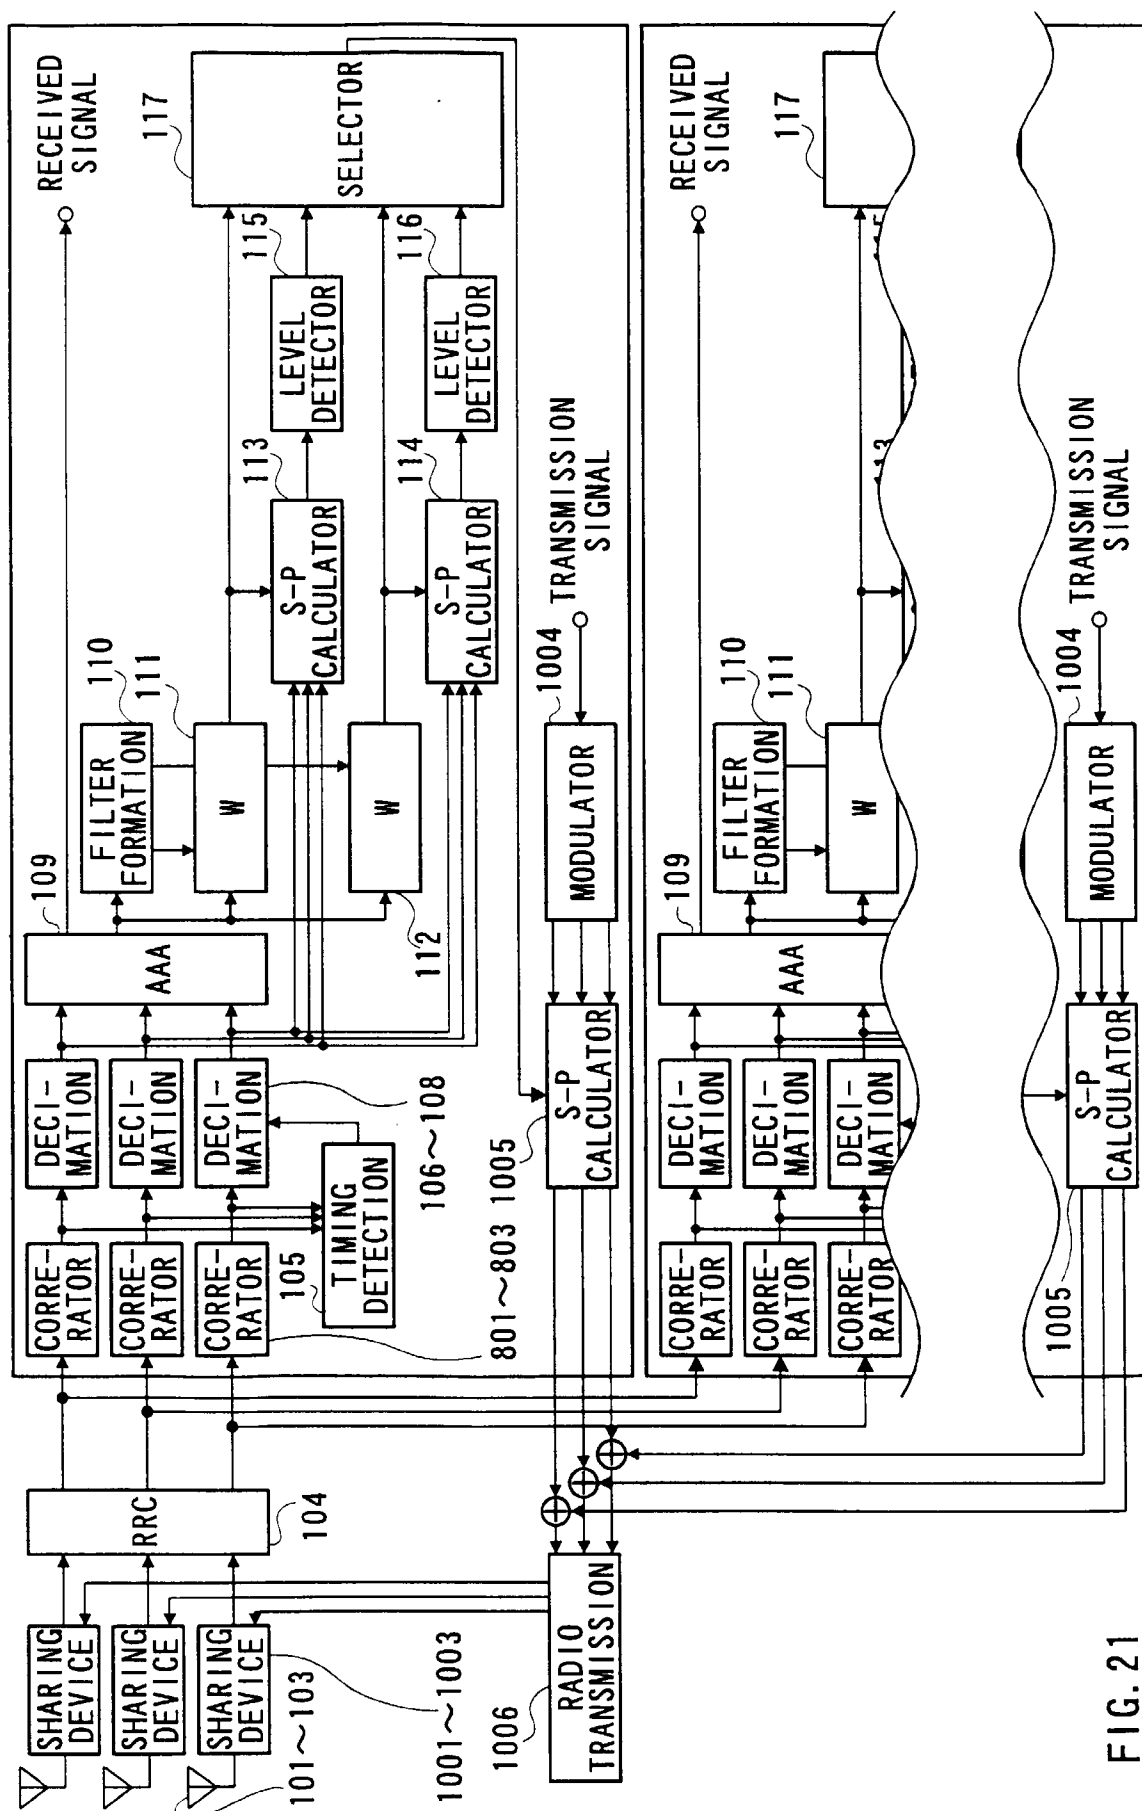 101~103
SHARING
DEVICE
SHARING
DEVICE
SHARING
DEVICE
1001~1003
RRC
104
RADIO
TRANSMISSION
1006
CORRE-
RATOR
CORRE-
RATOR
CORRE-
RATOR
801~803
TIMING
DETECTION
105
DECI-
MATION
DECI-
MATION
DECI-
MATION
106~108
AAA
109
FILTER
FORMATION
110
W
111
W
112
S-P
CALCULATOR
113
S-P
CALCULATOR
114
LEVEL
DETECTOR
115
LEVEL
DETECTOR
116
SELECTOR
117
RECEIVED
SIGNAL
S-P
CALCULATOR
1005
MODULATOR
1004
TRANSMISSION
SIGNAL
CORRE-
RATOR
CORRE-
RATOR
CORRE-
RATOR
DECI-
MATION
DECI-
MATION
DECI-
MATION
AAA
109
FILTER
FORMATION
110
W
111
113
117
RECEIVED
SIGNAL
S-P
CALCULATOR
1005
MODULATOR
1004
TRANSMISSION
SIGNAL
FIG. 21